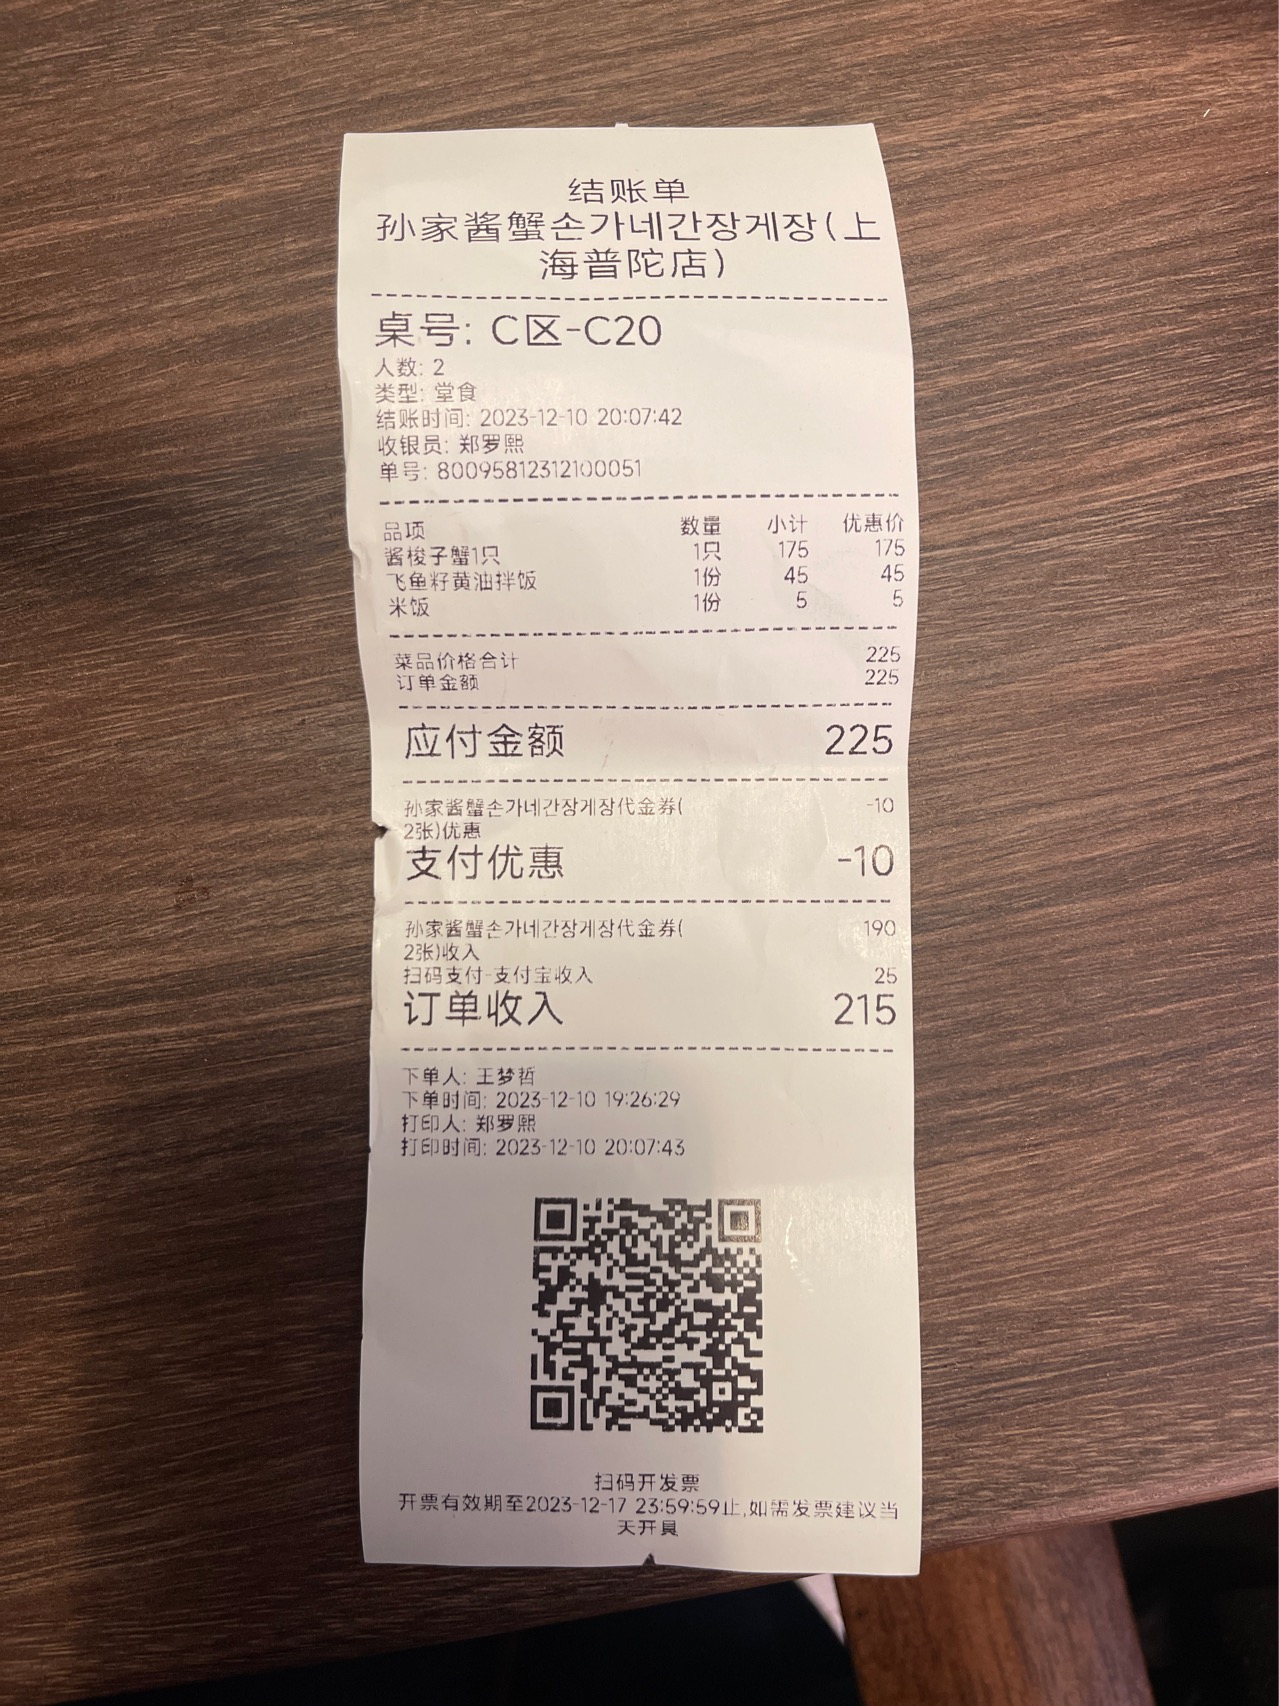 结账单
孙家酱蟹손가네간장게장(上
海普陀店)
桌号: C区-C20
人数: 2
类型: 堂食
结账时间: 2023-12-10 20:07:42
收银员: 郑罗熙
单号: 80095812312100051
品项 数量 小计 优惠价
酱梭子蟹1只 1只 175 175
飞鱼籽黄油拌饭 1份 45 45
米饭 1份 5 5
菜品价格合计 225
订单金额 225
应付金额 225
孙家酱蟹손가네간장게장代金券( -10
2张)优惠
支付优惠 -10
孙家酱蟹손가네간장게장代金券( 190
2张)收入
扫码支付-支付宝收入 25
订单收入 215
下单人: 王梦哲
下单时间: 2023-12-10 19:26:29
打印人: 郑罗熙
打印时间: 2023-12-10 20:07:43
扫码开发票
开票有效期至2023-12-17 23:59:59止,如需发票建议当
天开具